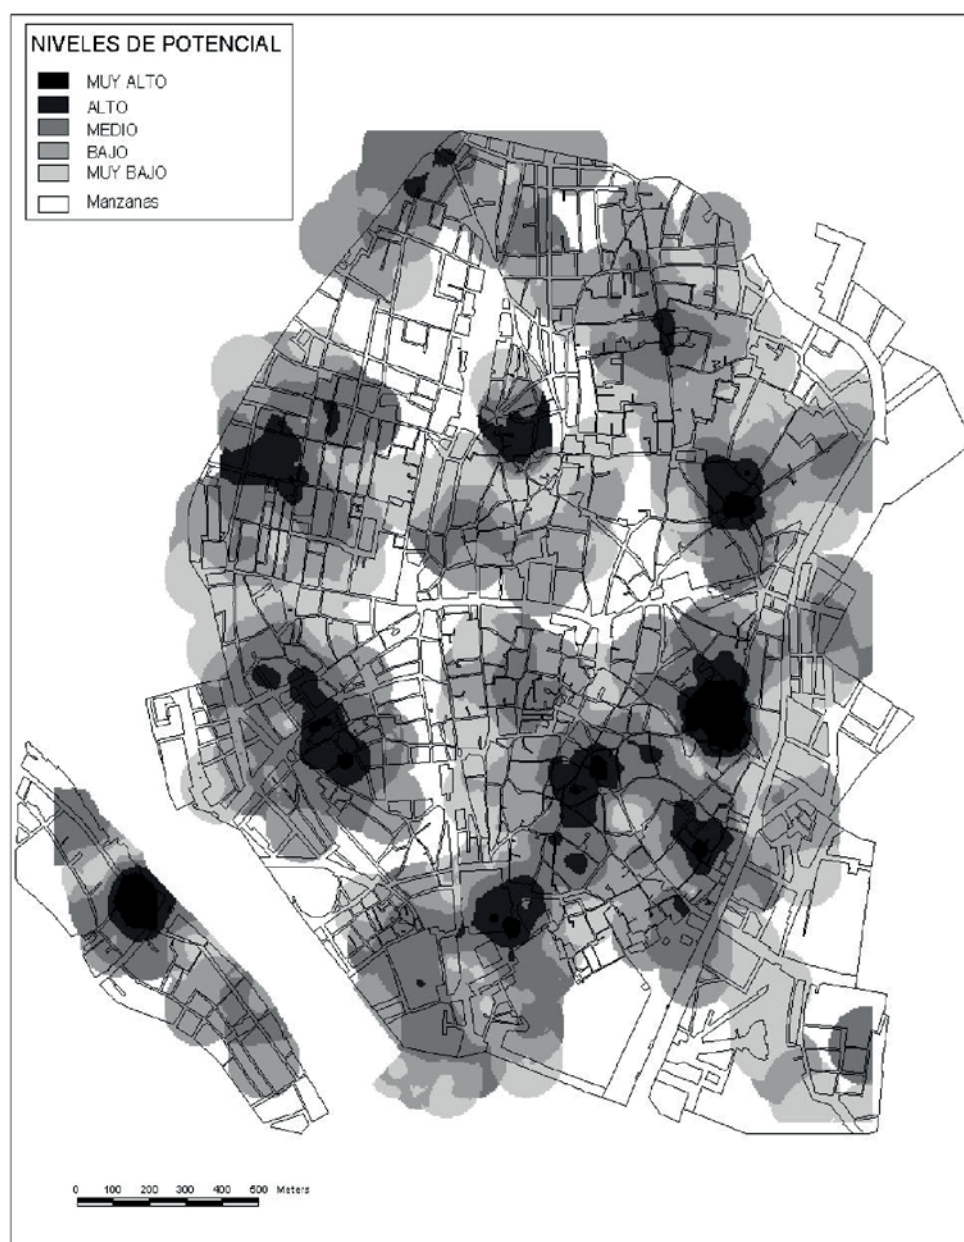 NIVELES DE POTENCIAL
MUY ALTO
ALTO
MEDIO
BAJO
MUY BAJO
Manzanas
0 100 200 300 400 500 Meters